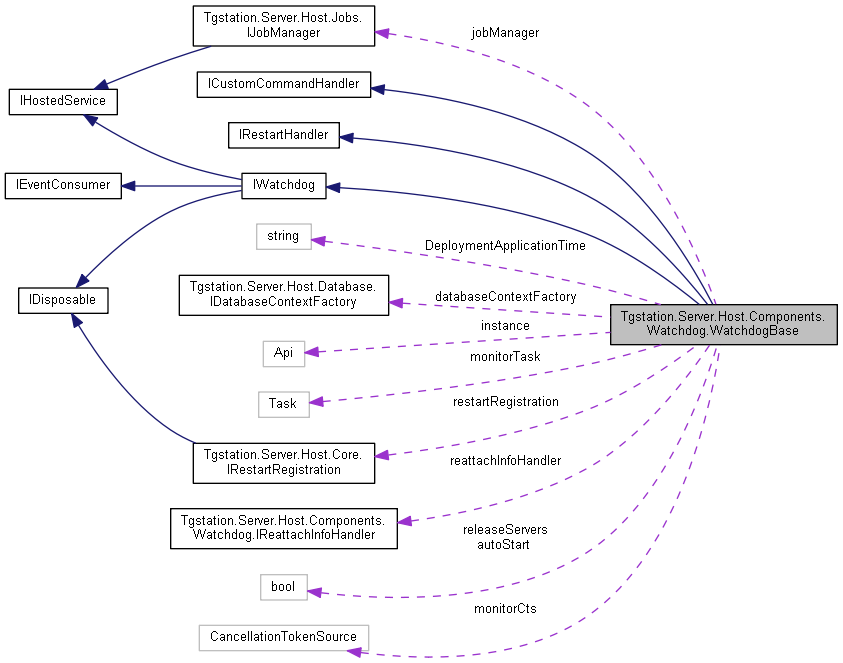 Tgstation.Server.Host.Jobs.
IJobManager
jobManager
ICustomCommandHandler
IHostedService
IRestartHandler
IEventConsumer
IWatchdog
string
DeploymentApplicationTime
Tgstation.Server.Host.Database.
IDatabaseContextFactory
databaseContextFactory
IDisposable
Tgstation.Server.Host.Components.
Watchdog.WatchdogBase
instance
Api
monitorTask
Task
restartRegistration
Tgstation.Server.Host.Core.
IRestartRegistration
reattachInfoHandler
Tgstation.Server.Host.Components.
Watchdog.IReattachInfoHandler
releaseServers
autoStart
bool
monitorCts
CancellationTokenSource